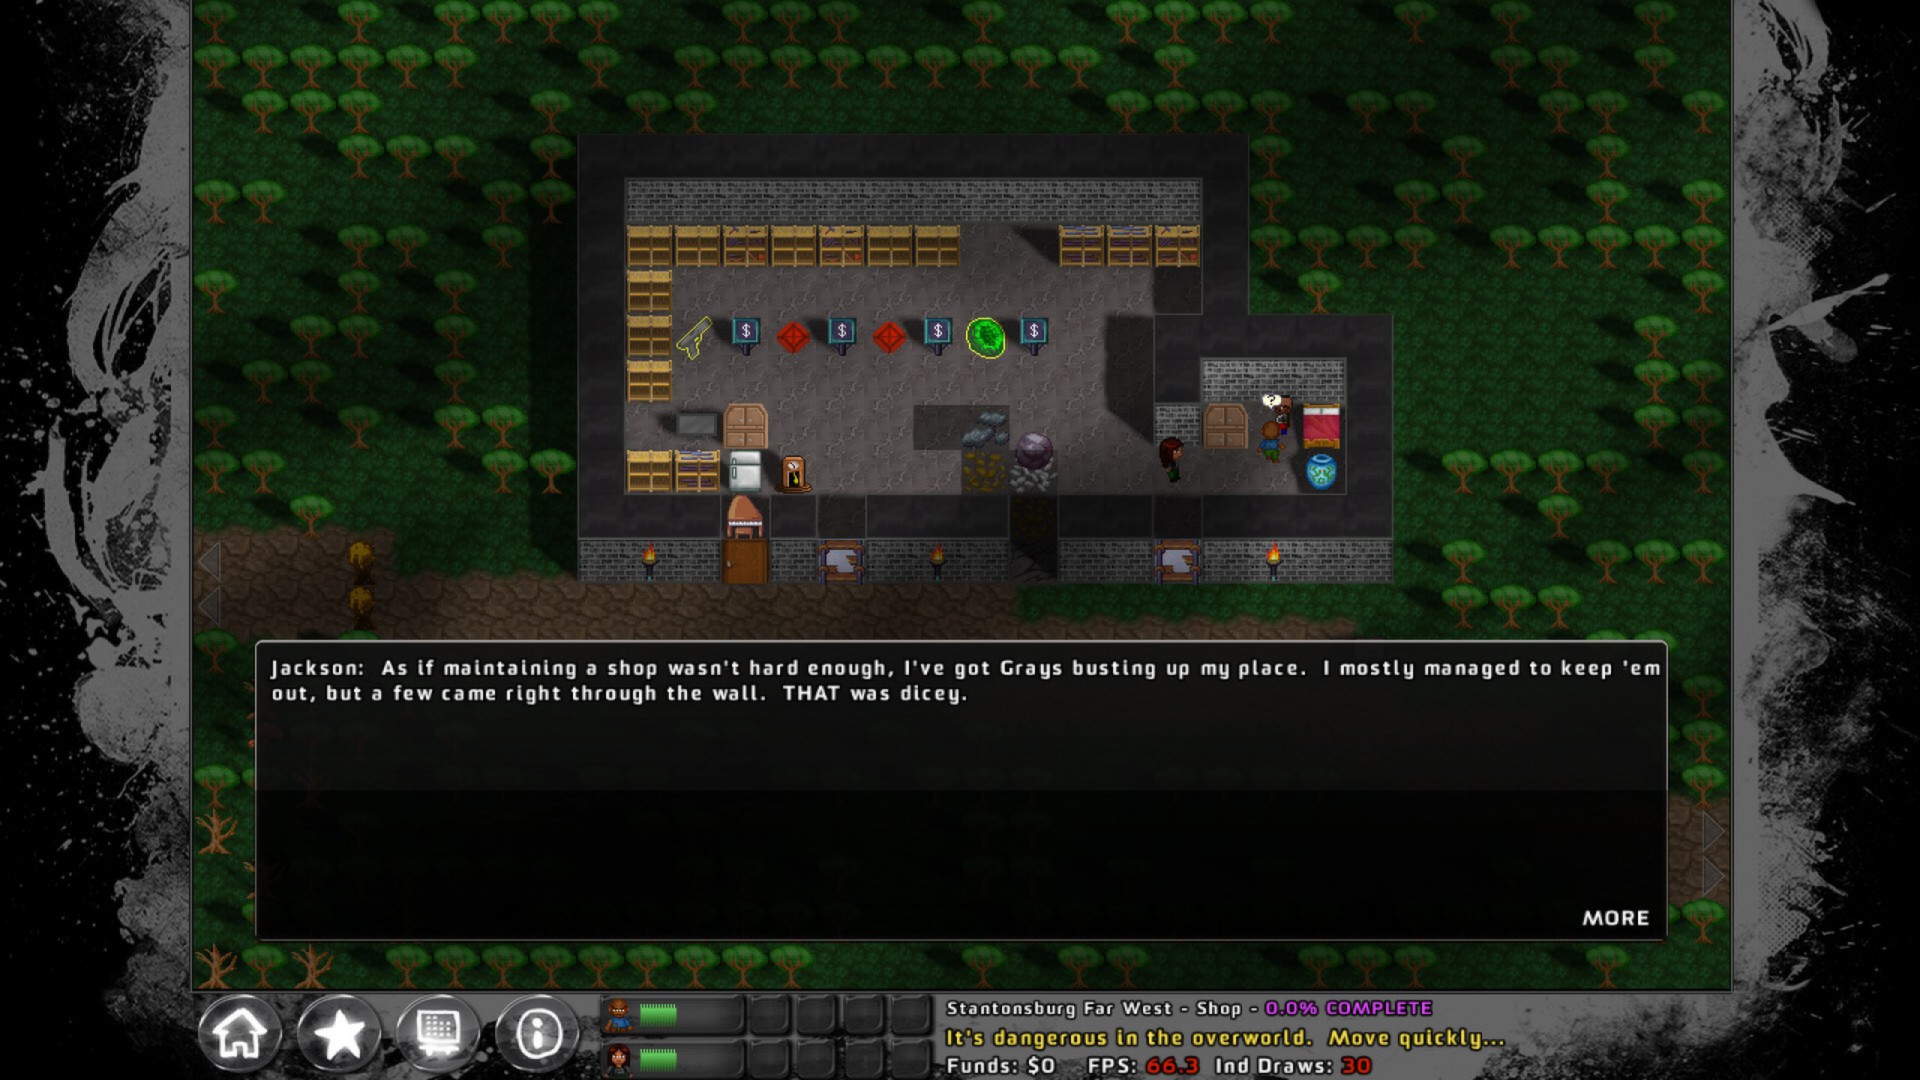 $ $ $ $
?
Jackson: As if maintaining a shop wasn't hard enough, I've got Grays busting up my place. I mostly managed to keep 'em
out, but a few came right through the wall. THAT was dicey.
MORE
Stantonsburg Far West - Shop - 0.0% COMPLETE
It's dangerous in the overworld. Move quickly...
Funds: $0 FPS: 66.3 Ind Draws: 30